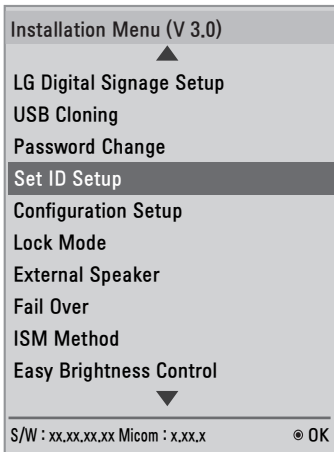 Installation Menu (V 3.0)
LG Digital Signage Setup
USB Cloning
Password Change
Set ID Setup
Configuration Setup
Lock Mode
External Speaker
Fail Over
ISM Method
Easy Brightness Control
S/W : xx.xx.xx.xx Micom : x.xx.x ◉ OK